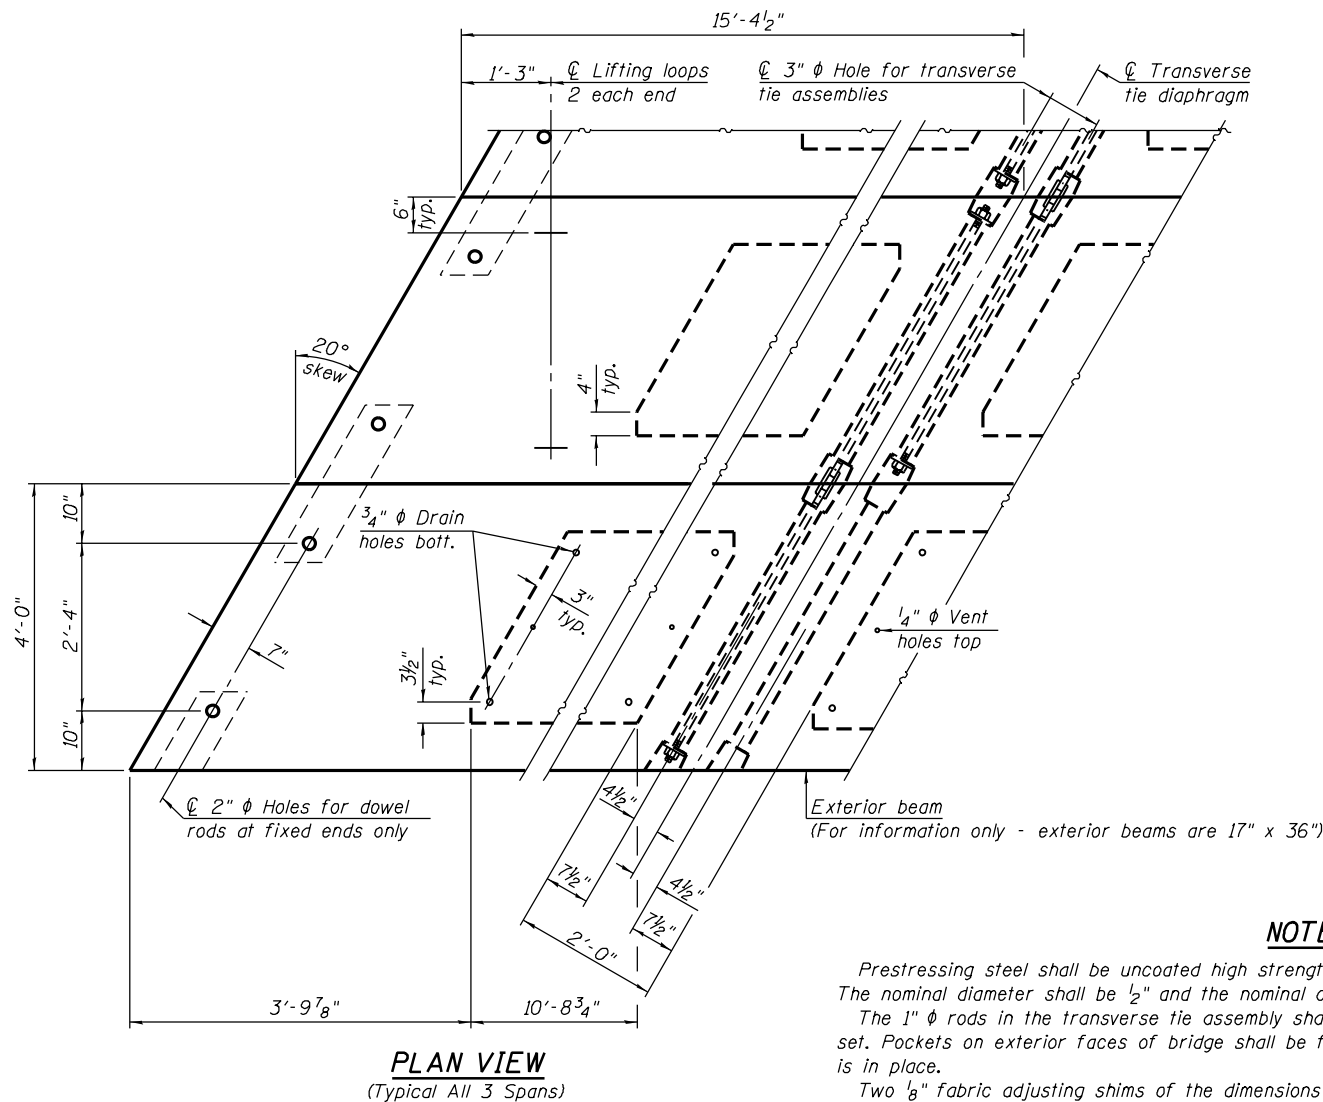 15'-4½"
1'-3"
℄ Lifting loops
2 each end
℄ 3" ϕ Hole for transverse
tie assemblies
℄ Transverse
tie diaphragm
6"
typ.
20°
skew
4"
typ.
10"
4'-0"
2'-4"
10"
¾" ϕ Drain
holes bott.
3"
typ.
7"
3½"
typ.
¼" ϕ Vent
holes top
℄ 2" ϕ Holes for dowel
rods at fixed ends only
4½"
7½"
4½"
7½"
2'-0"
Exterior beam
(For information only - exterior beams are 17" x 36")
3'-9⅞"
10'-8¾"
PLAN VIEW
(Typical All 3 Spans)
NOTE
Prestressing steel shall be uncoated high strengt
The nominal diameter shall be ½" and the nominal
The 1" ϕ rods in the transverse tie assembly sha
set. Pockets on exterior faces of bridge shall be f
is in place.
Two ⅛" fabric adjusting shims of the dimensions